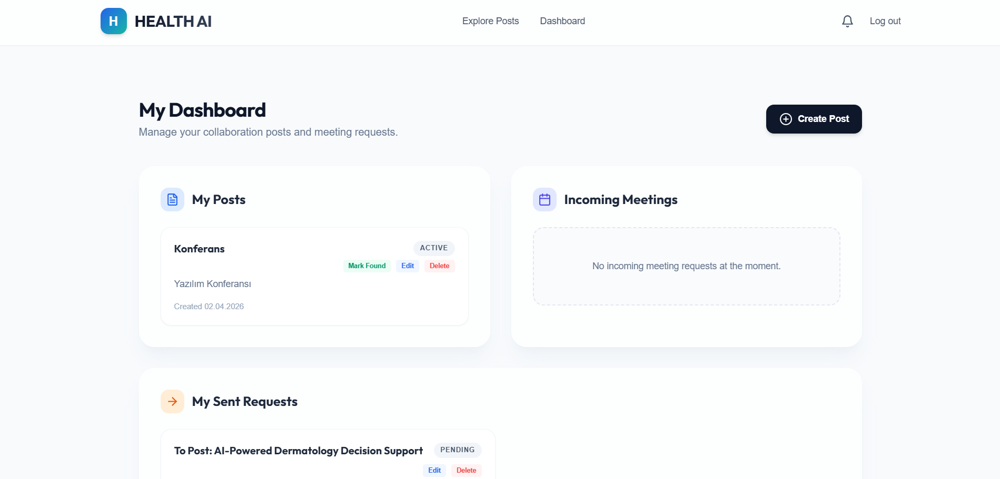 H HEALTH AI
Explore Posts
Dashboard
Log out
My Dashboard
Manage your collaboration posts and meeting requests.
Create Post
My Posts
Konferans
ACTIVE
Mark Found
Edit
Delete
Yazılım Konferansı
Created 02.04.2026
Incoming Meetings
No incoming meeting requests at the moment.
My Sent Requests
To Post: AI-Powered Dermatology Decision Support
PENDING
Edit
Delete